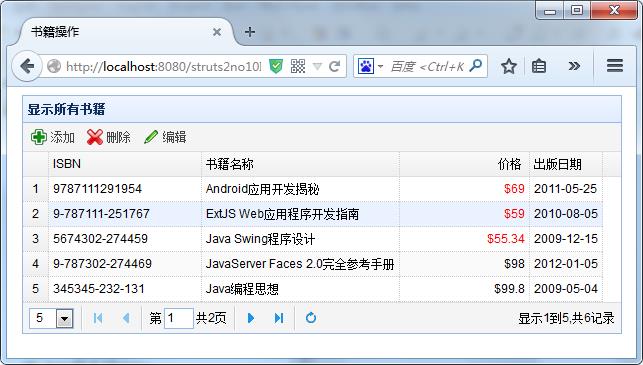 书籍操作
http://localhost:8080/struts2no10
百度 <Ctrl+K
显示所有书籍
添加 删除 编辑
ISBN 书籍名称 价格 出版日期
1 9787111291954 Android应用开发揭秘 $69 2011-05-25
2 9-787111-251767 ExtJS Web应用程序开发指南 $59 2010-08-05
3 5674302-274459 Java Swing程序设计 $55.34 2009-12-15
4 9-787302-274469 JavaServer Faces 2.0完全参考手册 $98 2012-01-05
5 345345-232-131 Java编程思想 $99.8 2009-05-04
5 第 1 共2页 显示1到5,共6记录